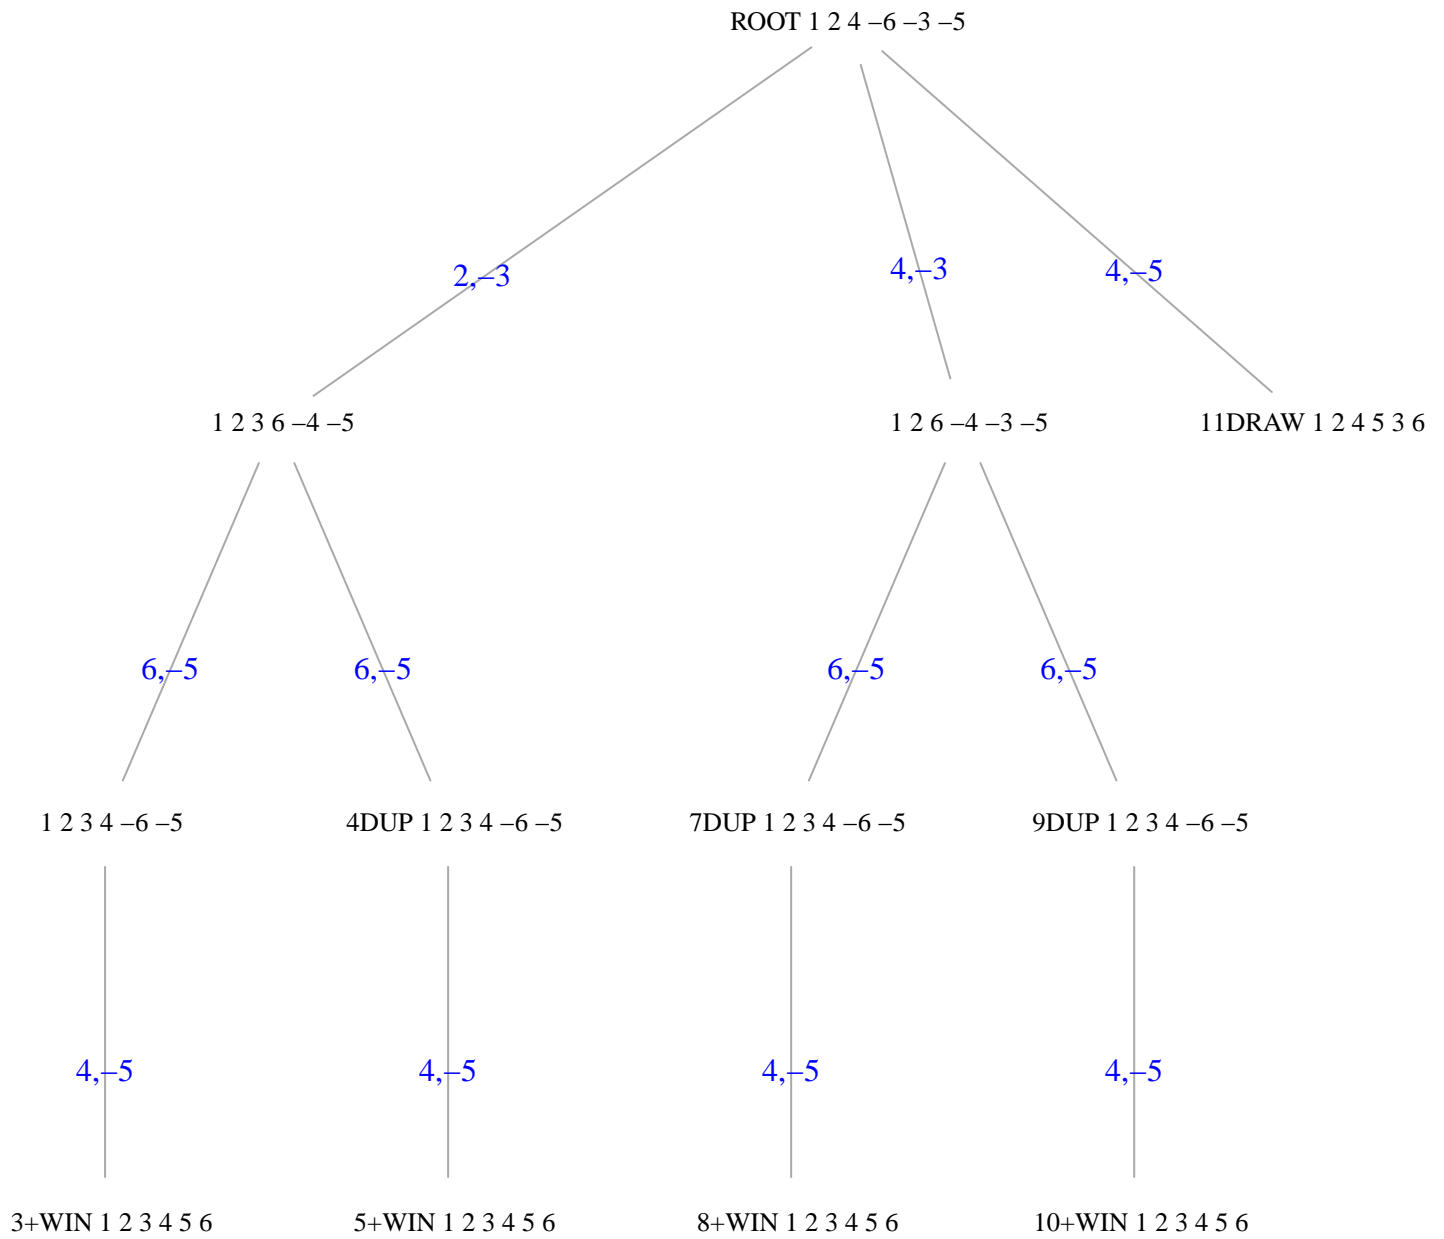 ROOT 1 2 4 –6 –3 –5
2,–3
4,–3
4,–5
1 2 3 6 –4 –5
1 2 6 –4 –3 –5
11DRAW 1 2 4 5 3 6
6,–5
6,–5
6,–5
6,–5
1 2 3 4 –6 –5
4DUP 1 2 3 4 –6 –5
7DUP 1 2 3 4 –6 –5
9DUP 1 2 3 4 –6 –5
4,–5
4,–5
4,–5
4,–5
3+WIN 1 2 3 4 5 6
5+WIN 1 2 3 4 5 6
8+WIN 1 2 3 4 5 6
10+WIN 1 2 3 4 5 6